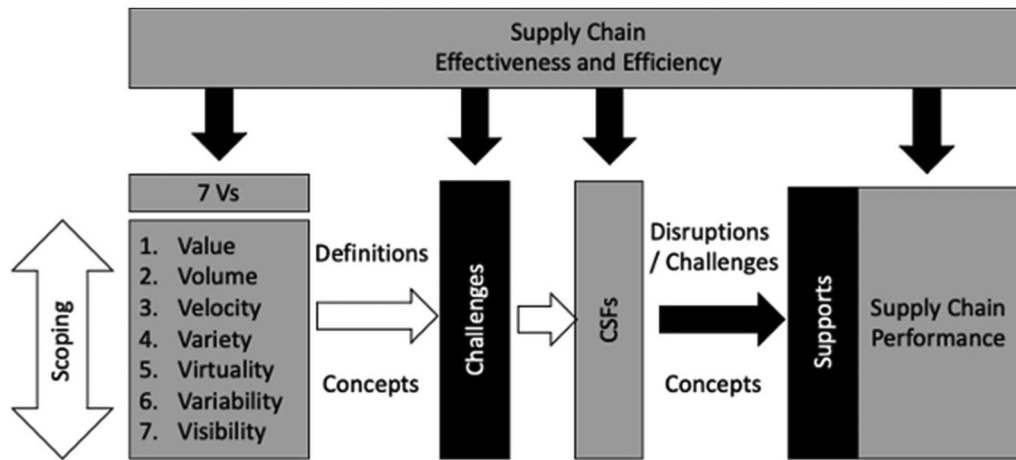 Supply Chain
Effectiveness and Efficiency
7 Vs
Scoping
1. Value
2. Volume
3. Velocity
4. Variety
5. Virtuality
6. Variability
7. Visibility
Definitions
Concepts
Challenges
CSFs
Disruptions
/ Challenges
Concepts
Supports
Supply Chain
Performance